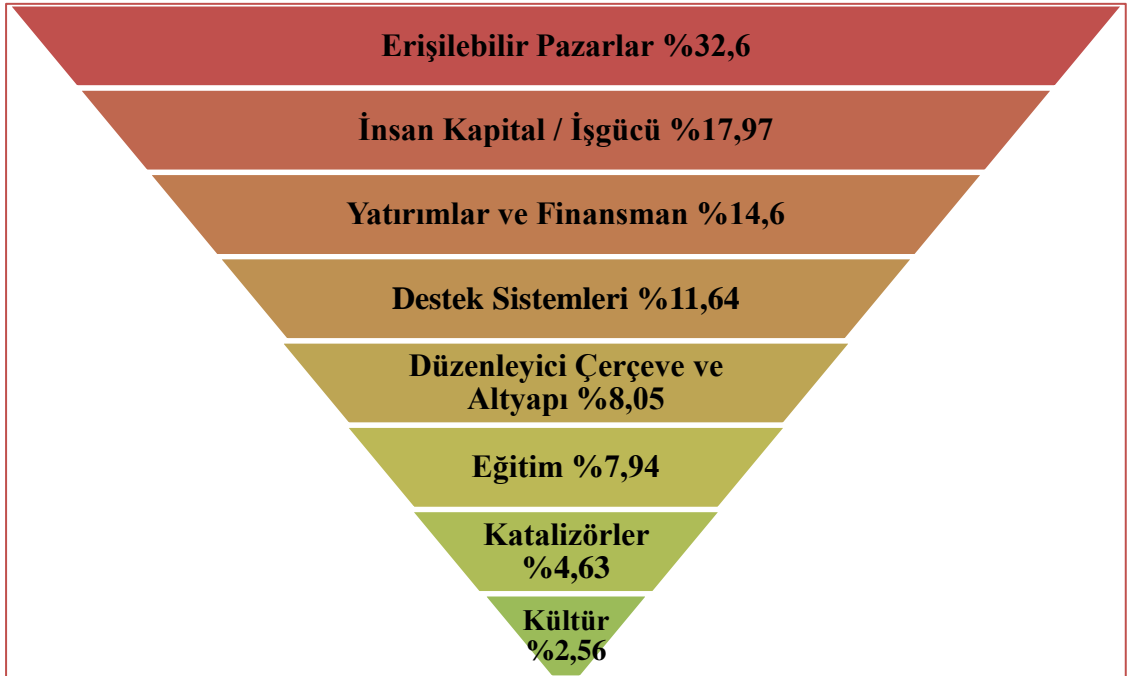 Erişilebilir Pazarlar %32,6
İnsan Kapital / İşgücü %17,97
Yatırımlar ve Finansman %14,6
Destek Sistemleri %11,64
Düzenleyici Çerçeve ve
Altyapı %8,05
Eğitim %7,94
Katalizörler
%4,63
Kültür
%2,56